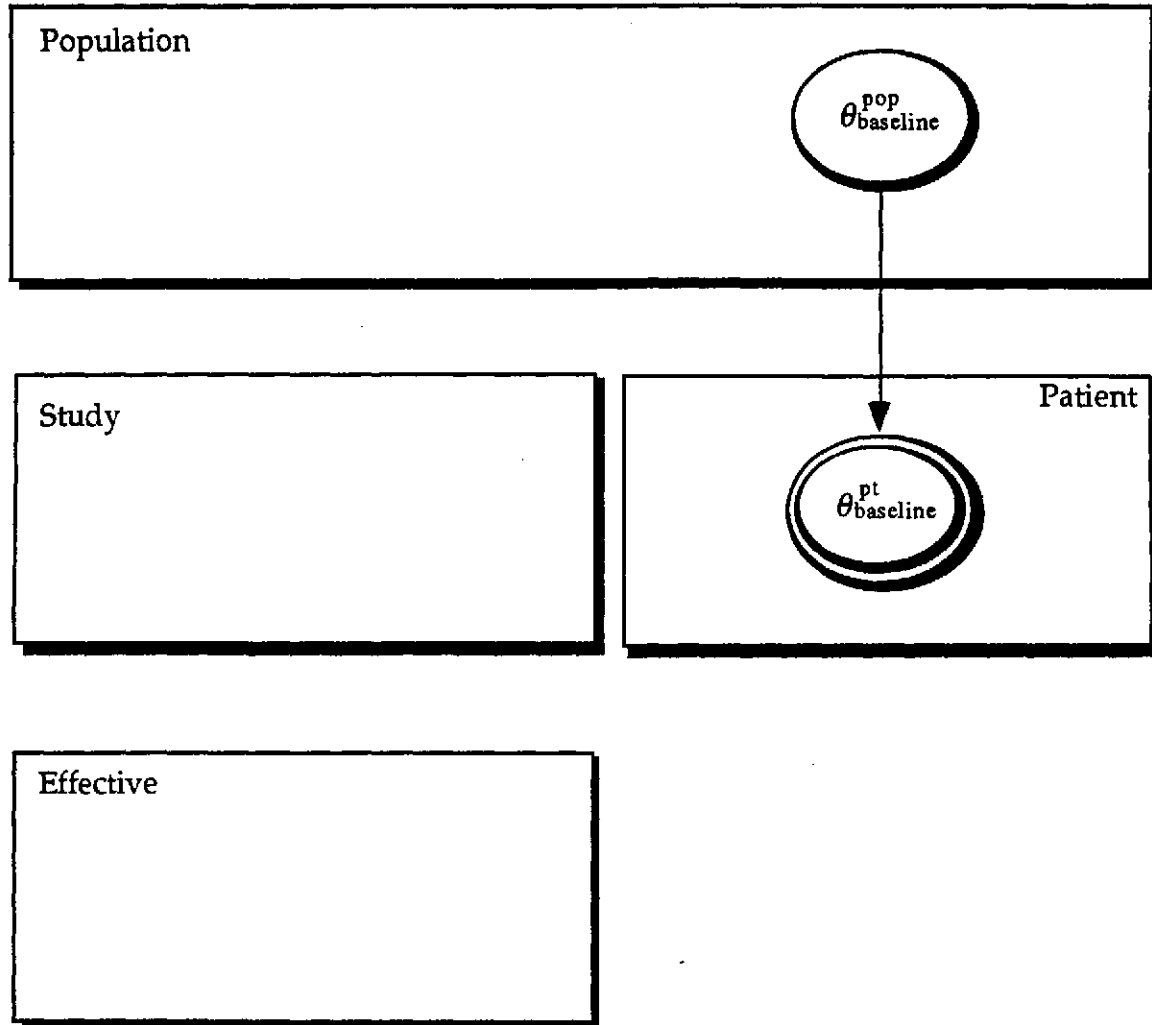 Population
θ^pop_baseline
Study
Patient
θ^pt_baseline
Effective